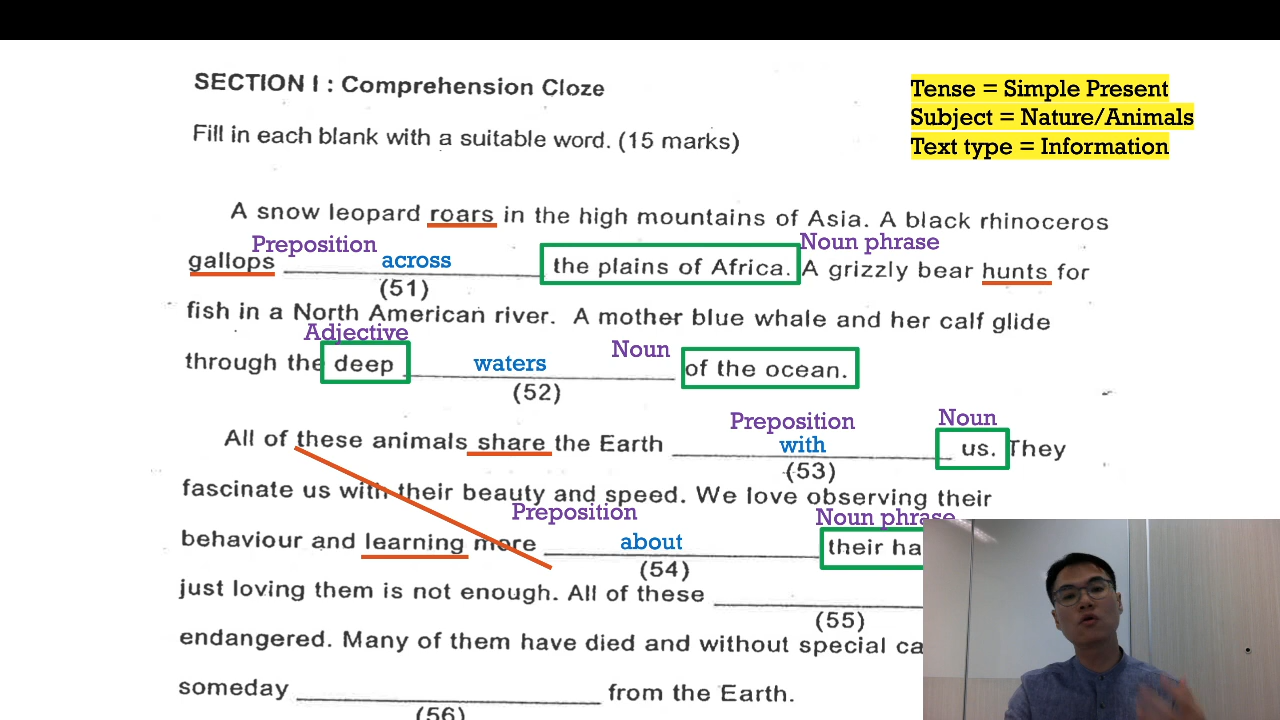 SECTION I : Comprehension Cloze
Tense = Simple Present
Subject = Nature/Animals
Text type = Information
Fill in each blank with a suitable word. (15 marks)
A snow leopard roars in the high mountains of Asia. A black rhinoceros
Preposition Noun phrase
gallops across the plains of Africa. A grizzly bear hunts for
(51)
fish in a North American river. A mother blue whale and her calf glide
Adjective Noun
through the deep waters of the ocean.
(52)
Preposition Noun
All of these animals share the Earth with us. They
(53)
fascinate us with their beauty and speed. We love observing their
Preposition Noun phrase
behaviour and learning more about their
(54)
just loving them is not enough. All of these
(55)
endangered. Many of them have died and without special
someday from the Earth.
(56)